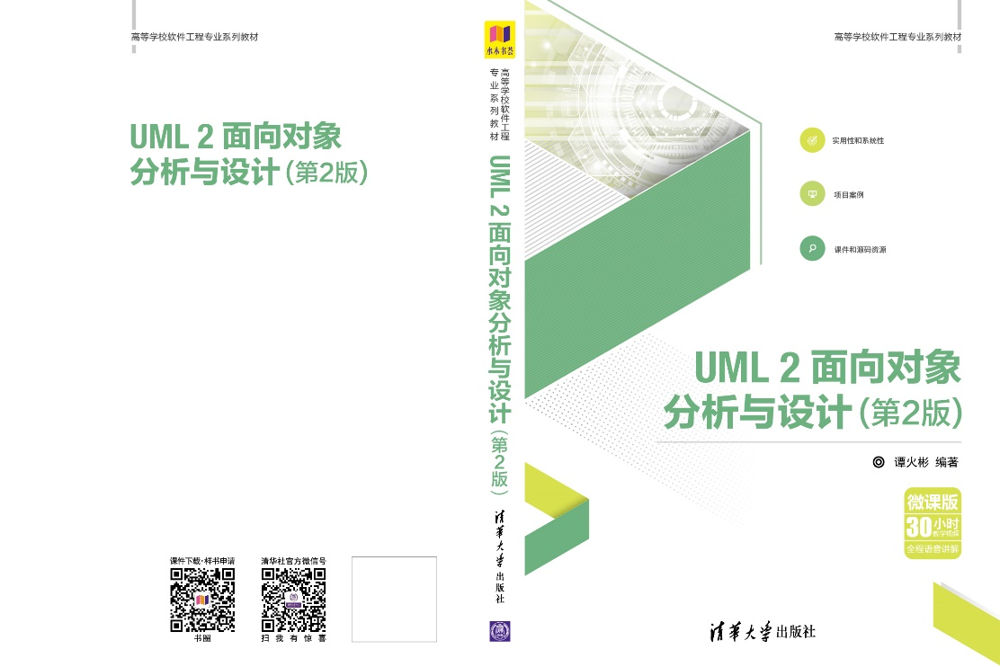 高等学校软件工程专业系列教材
UML 2 面向对象
分析与设计（第2版）
课件下载·样书申请
书圈
清华社官方微信号
扫 我 有 惊 喜
水木书荟
高等学校软件工程
专业系列教材
UML 2 面向对象分析与设计（第2版）
清华大学出版社
高等学校软件工程专业系列教材
实用性和系统性
项目案例
课件和源码资源
UML 2 面向对象
分析与设计（第2版）
谭火彬 编著
微课版
30小时
教学视频
全程语音讲解
清华大学出版社